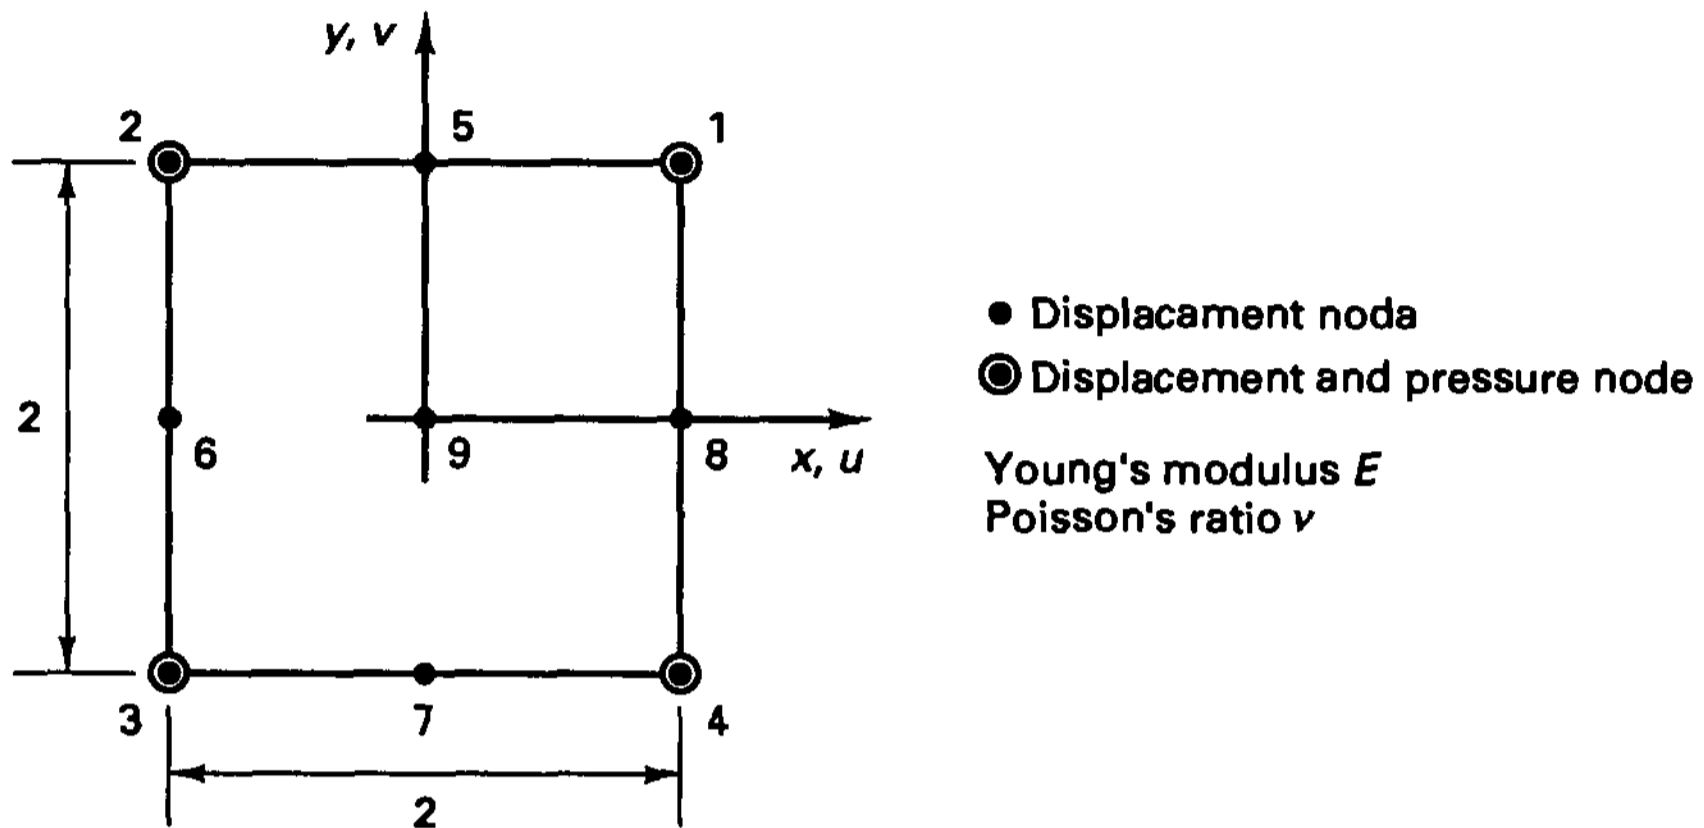 y, v
2
5
1
2
6
9
8
x, u
3
7
4
2
Displacament noda
Displacement and pressure node
Young's modulus E
Poisson's ratio ν